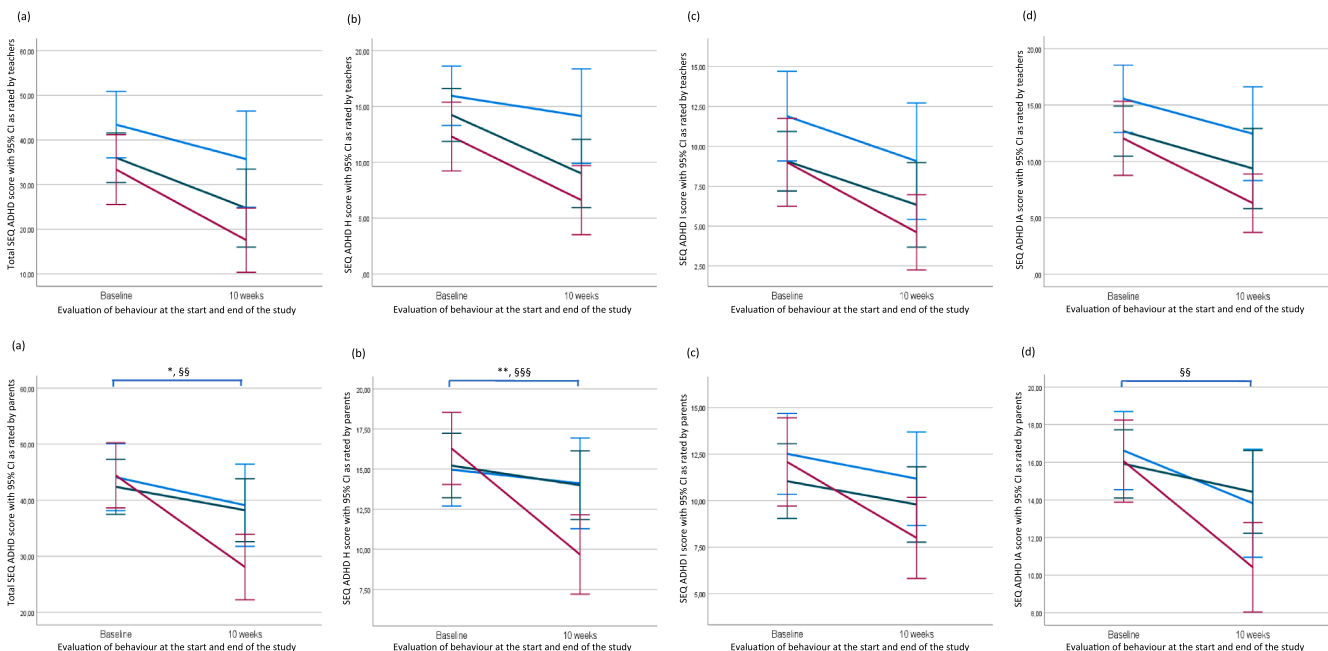 (a)
Total SEQ ADHD score with 95% CI as rated by teachers
60,00
50,00
40,00
30,00
20,00
10,00
Baseline
10 weeks
Evaluation of behaviour at the start and end of the study
(b)
SEQ ADHD H score with 95% CI as rated by teachers
20,00
15,00
10,00
5,00
,00
Baseline
10 weeks
Evaluation of behaviour at the start and end of the study
(c)
SEQ ADHD I score with 95% CI as rated by teachers
15,00
12,50
10,00
7,50
5,00
2,50
Baseline
10 weeks
Evaluation of behaviour at the start and end of the study
(d)
SEQ ADHD IA score with 95% CI as rated by teachers
20,00
15,00
10,00
5,00
,00
Baseline
10 weeks
Evaluation of behaviour at the start and end of the study
(a)
*, §§
Total SEQ ADHD score with 95% CI as rated by parents
60,00
50,00
40,00
30,00
20,00
Baseline
10 weeks
Evaluation of behaviour at the start and end of the study
(b)
**, §§§
SEQ ADHD H score with 95% CI as rated by parents
20,00
17,50
15,00
12,50
10,00
7,50
Baseline
10 weeks
Evaluation of behaviour at the start and end of the study
(c)
SEQ ADHD I score with 95% CI as rated by parents
15,00
12,50
10,00
7,50
5,00
Baseline
10 weeks
Evaluation of behaviour at the start and end of the study
(d)
§§
SEQ ADHD IA score with 95% CI as rated by parents
20,00
18,00
16,00
14,00
12,00
10,00
8,00
Baseline
10 weeks
Evaluation of behaviour at the start and end of the study